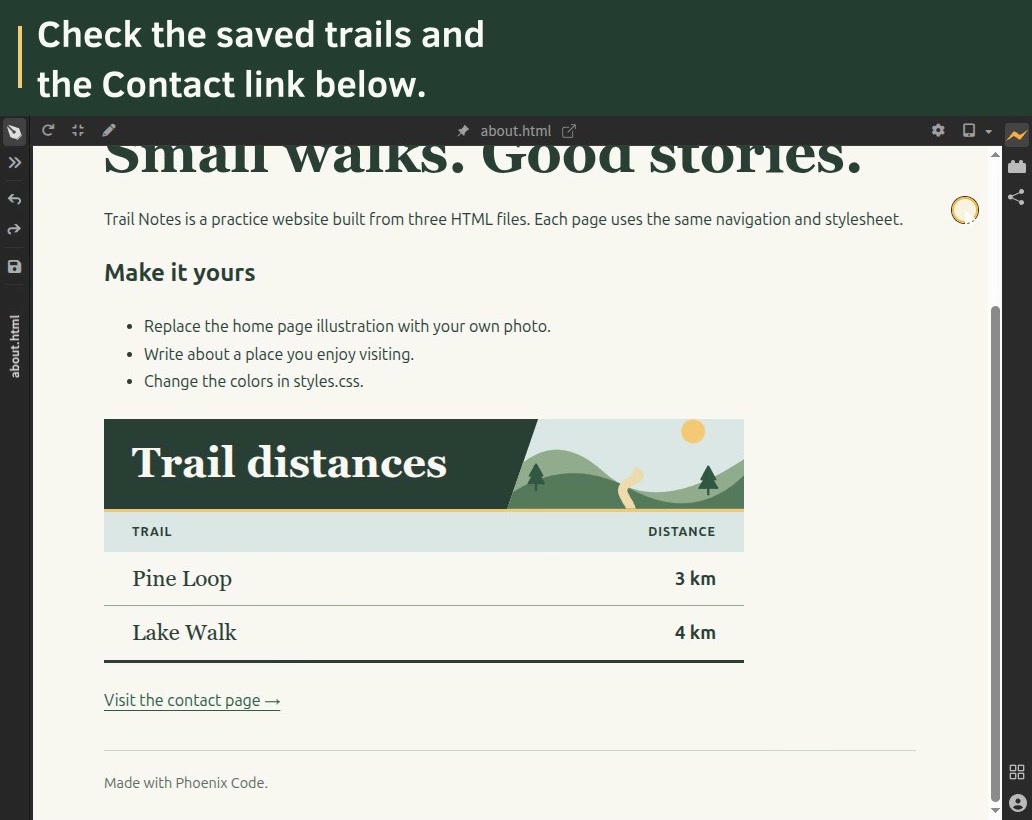 Check the saved trails and
the Contact link below.
about.html
about.html
Small walks. Good stories.
Trail Notes is a practice website built from three HTML files. Each page uses the same navigation and stylesheet.
Make it yours
• Replace the home page illustration with your own photo.
• Write about a place you enjoy visiting.
• Change the colors in styles.css.
Trail distances
TRAIL DISTANCE
Pine Loop 3 km
Lake Walk 4 km
Visit the contact page →
Made with Phoenix Code.